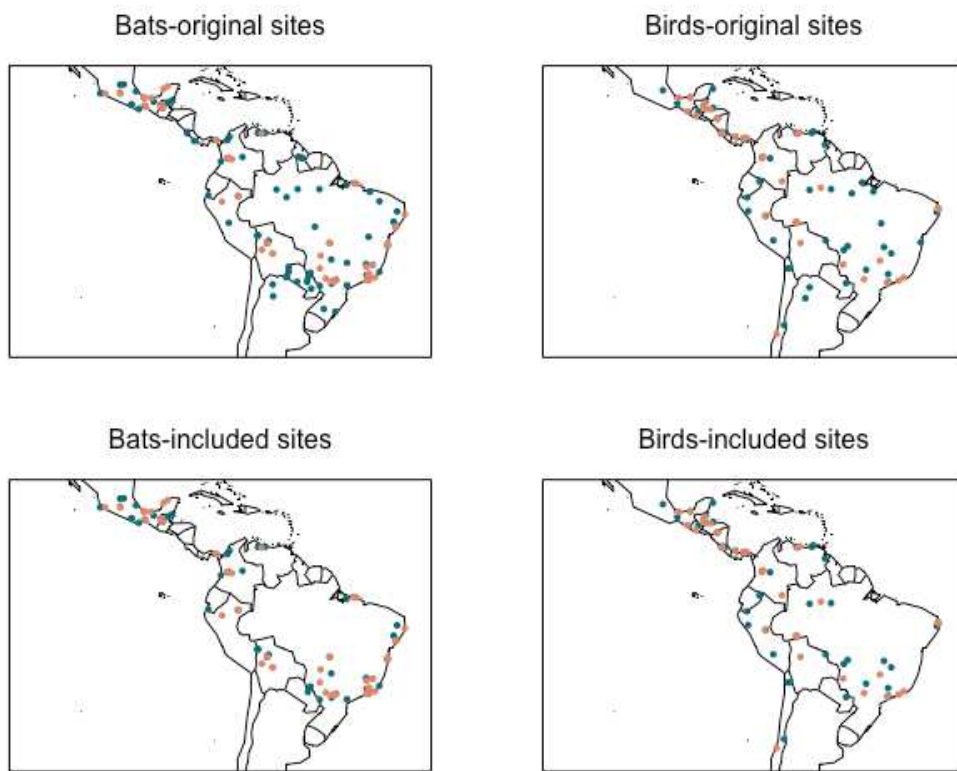 Bats-original sites
Birds-original sites
Bats-included sites
Birds-included sites